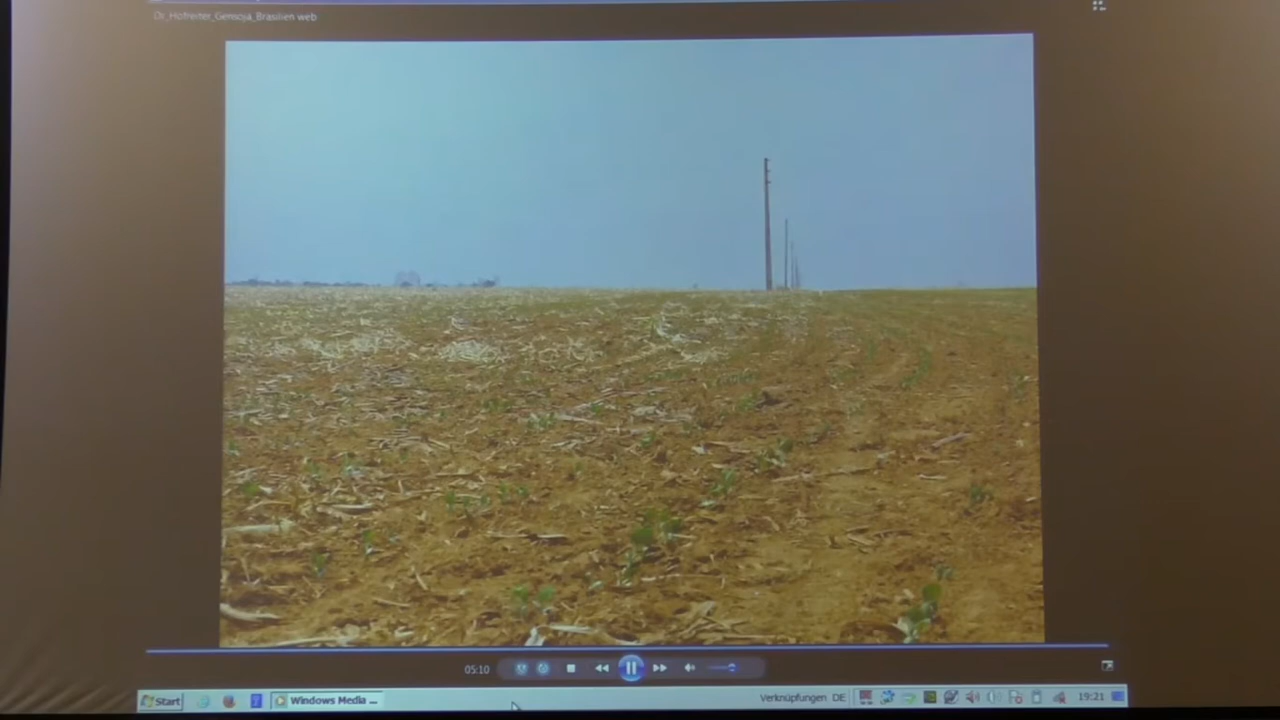 Dr_Hofreiter_Gensoja_Brasilien web
05:10
Start
Windows Media ...
Verknüpfungen DE
19:21